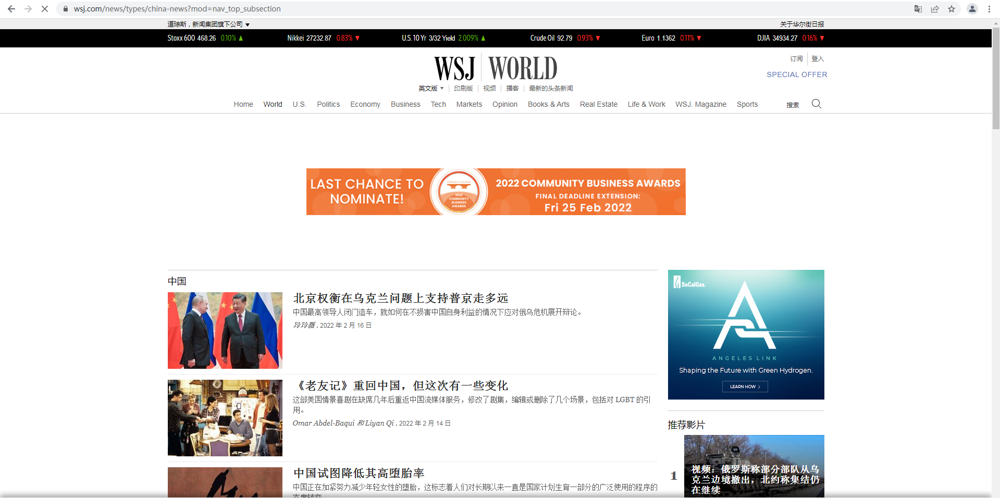 wsj.com/news/types/china-news?mod=nav_top_subsection
道琼斯，新闻集团旗下公司
关于华尔街日报
Stoxx 600 468.26 0.10% ▲
Nikkei 27232.87 0.83% ▼
U.S. 10 Yr 3/32 Yield 2.009% ▲
Crude Oil 92.79 0.93% ▼
Euro 1.1362 0.11% ▼
DJIA 34934.27 0.16% ▼
WSJ WORLD
订阅 登入
SPECIAL OFFER
英文版 印刷版 视频 播客 最新的头条新闻
Home World U.S. Politics Economy Business Tech Markets Opinion Books & Arts Real Estate Life & Work WSJ. Magazine Sports 搜索
LAST CHANCE TO
NOMINATE!
COMMUNITY BUSINESS
2022
COMMUNITY
BUSINESS
AWARDS
2022 COMMUNITY BUSINESS AWARDS
FINAL DEADLINE EXTENSION:
Fri 25 Feb 2022
中国
北京权衡在乌克兰问题上支持普京走多远
中国最高领导人闭门造车，就如何在不损害中国自身利益的情况下应对俄乌危机展开辩论。
玲玲薇 . 2022 年 2 月 16 日
《老友记》重回中国，但这次有一些变化
这部美国情景喜剧在缺席几年后重返中国流媒体服务，修改了剧集，编辑或删除了几个场景，包括对 LGBT 的引
用。
Omar Abdel-Baqui 和 Liyan Qi . 2022 年 2 月 14 日
中国试图降低其高堕胎率
中国正在加紧努力减少年轻女性的堕胎，这标志着人们对长期以来一直是国家计划生育一部分的广泛使用的程序的
态度转变
SoCalGas.
ANGELES LINK
Shaping the Future with Green Hydrogen.
LEARN HOW >
推荐影片
1
视频：俄罗斯称部分部队从乌
克兰边境撤出，北约称集结仍
在继续